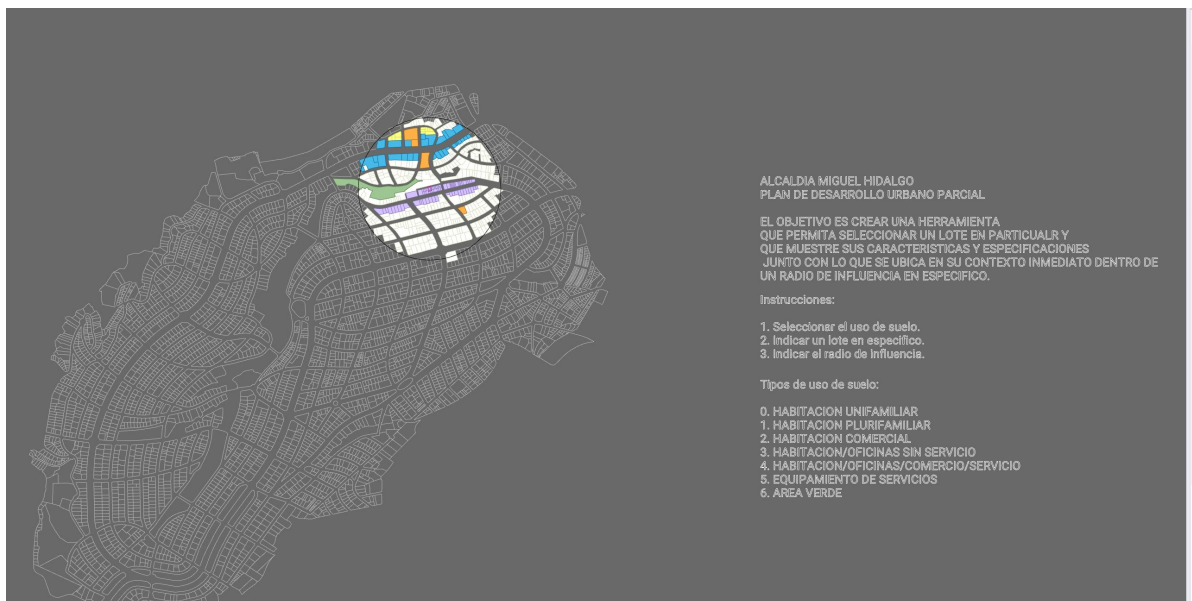 ALCALDIA MIGUEL HIDALGO
PLAN DE DESARROLLO URBANO PARCIAL
EL OBJETIVO ES CREAR UNA HERRAMIENTA
QUE PERMITA SELECCIONAR UN LOTE EN PARTICUALR Y
QUE MUESTRE SUS CARACTERISTICAS Y ESPECIFICACIONES
JUNTO CON LO QUE SE UBICA EN SU CONTEXTO INMEDIATO DENTRO DE
UN RADIO DE INFLUENCIA EN ESPECIFICO.
Instrucciones:
1. Seleccionar el uso de suelo.
2. Indicar un lote en especifico.
3. Indicar el radio de influencia.
Tipos de uso de suelo:
0. HABITACION UNIFAMILIAR
1. HABITACION PLURIFAMILIAR
2. HABITACION COMERCIAL
3. HABITACION/OFICINAS SIN SERVICIO
4. HABITACION/OFICINAS/COMERCIO/SERVICIO
5. EQUIPAMIENTO DE SERVICIOS
6. AREA VERDE